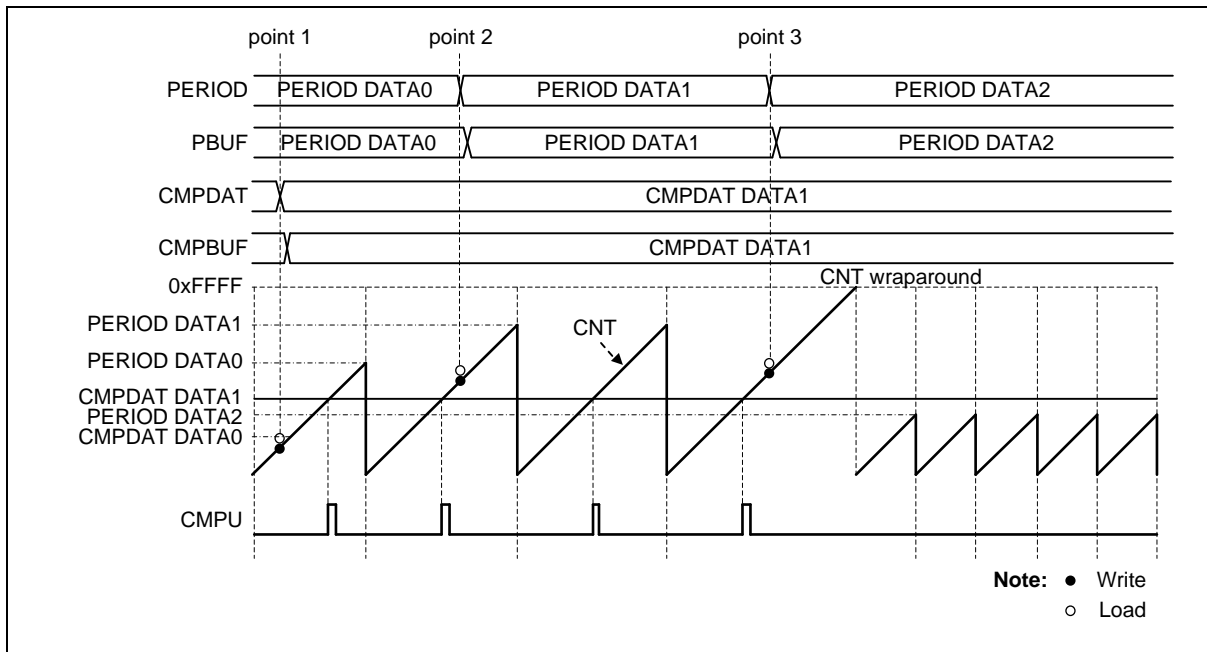 point 1 point 2 point 3
PERIOD PERIOD DATA0 PERIOD DATA1 PERIOD DATA2
PBUF PERIOD DATA0 PERIOD DATA1 PERIOD DATA2
CMPDAT CMPDAT DATA1
CMPBUF CMPDAT DATA1
0xFFFF CNT wraparound
PERIOD DATA1
CNT
PERIOD DATA0
CMPDAT DATA1
PERIOD DATA2
CMPDAT DATA0
CMPU
Note: ● Write
○ Load